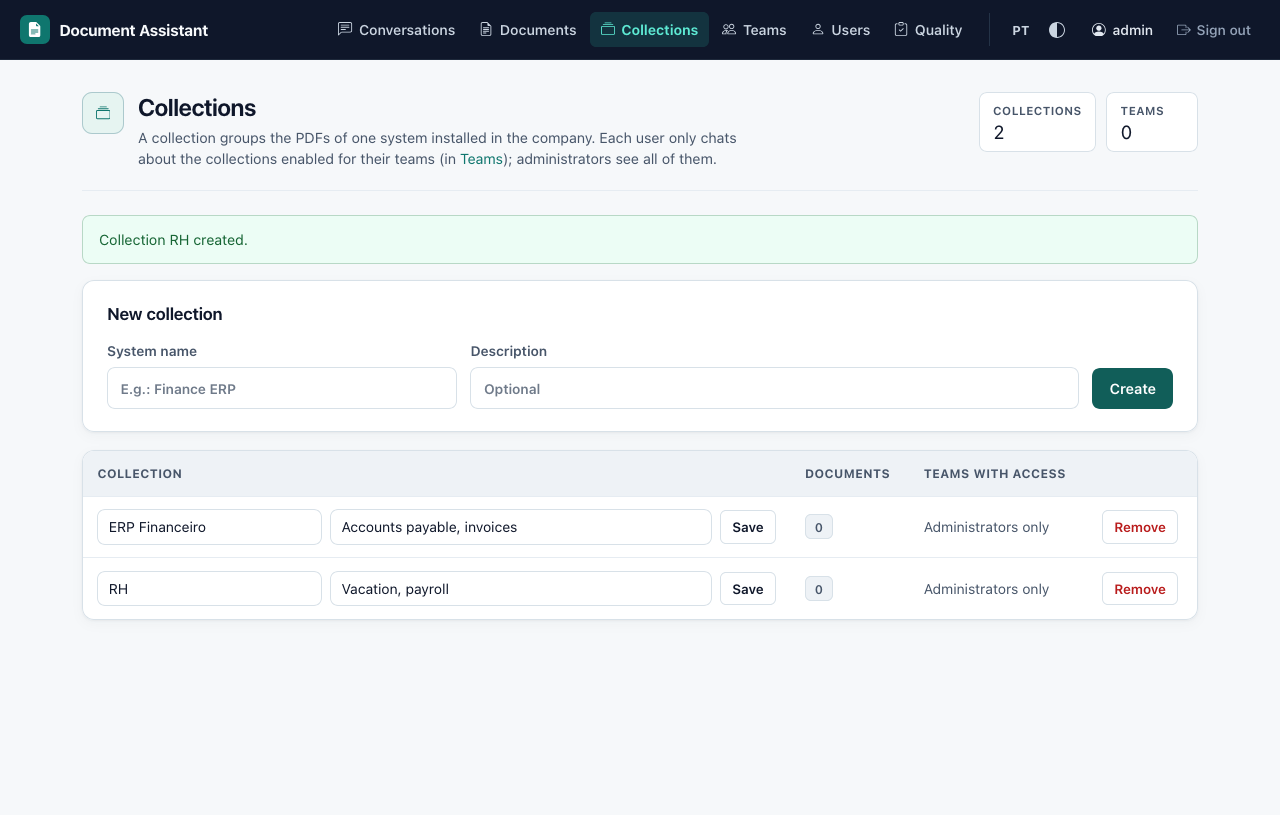 Document Assistant
Conversations
Documents
Collections
Teams
Users
Quality
PT
admin
Sign out
Collections
A collection groups the PDFs of one system installed in the company. Each user only chats
about the collections enabled for their teams (in Teams); administrators see all of them.
COLLECTIONS
2
TEAMS
0
Collection RH created.
New collection
System name
Description
E.g.: Finance ERP
Optional
Create
COLLECTION
DOCUMENTS
TEAMS WITH ACCESS
ERP Financeiro
Accounts payable, invoices
Save
0
Administrators only
Remove
RH
Vacation, payroll
Save
0
Administrators only
Remove